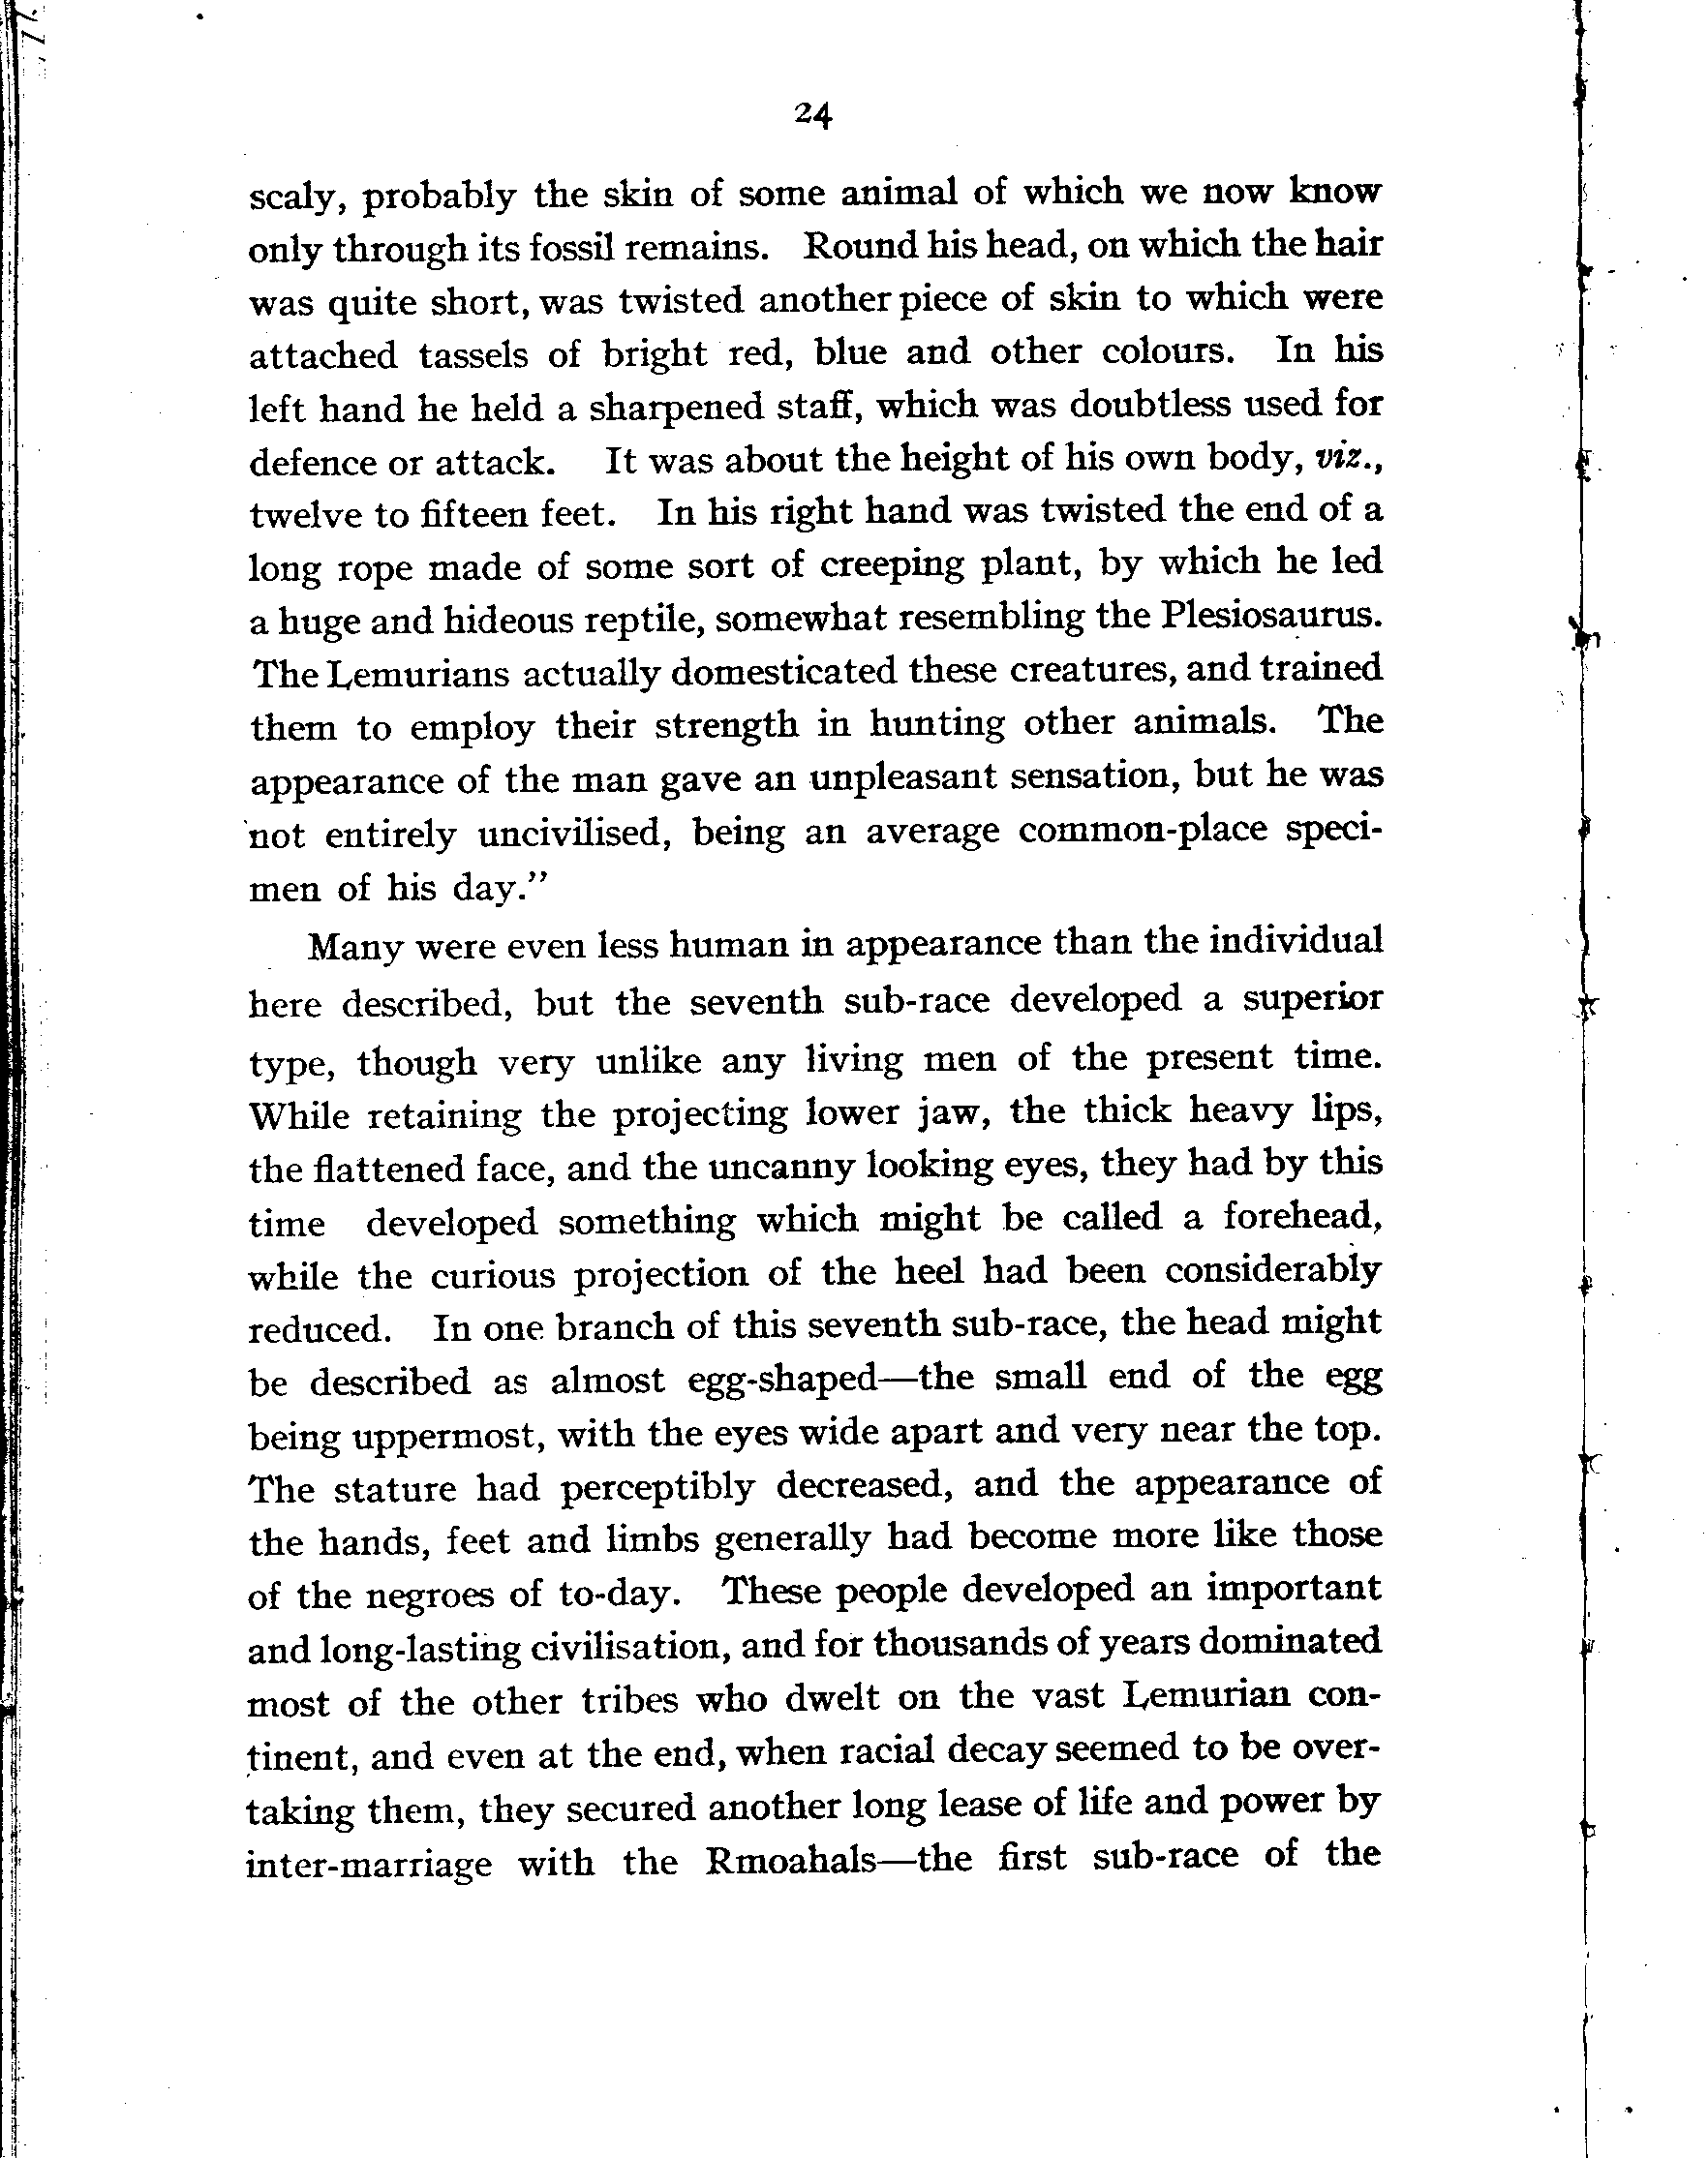 24
scaly, probably the skin of some animal of which we now know
only through its fossil remains. Round his head, on which the hair
was quite short, was twisted another piece of skin to which were
attached tassels of bright red, blue and other colours. In his
left hand he held a sharpened staff, which was doubtless used for
defence or attack. It was about the height of his own body, viz.,
twelve to fifteen feet. In his right hand was twisted the end of a
long rope made of some sort of creeping plant, by which he led
a huge and hideous reptile, somewhat resembling the Plesiosaurus.
The Lemurians actually domesticated these creatures, and trained
them to employ their strength in hunting other animals. The
appearance of the man gave an unpleasant sensation, but he was
not entirely uncivilised, being an average common-place speci-
men of his day."
Many were even less human in appearance than the individual
here described, but the seventh sub-race developed a superior
type, though very unlike any living men of the present time.
While retaining the projecting lower jaw, the thick heavy lips,
the flattened face, and the uncanny looking eyes, they had by this
time developed something which might be called a forehead,
while the curious projection of the heel had been considerably
reduced. In one branch of this seventh sub-race, the head might
be described as almost egg-shaped—the small end of the egg
being uppermost, with the eyes wide apart and very near the top.
The stature had perceptibly decreased, and the appearance of
the hands, feet and limbs generally had become more like those
of the negroes of to-day. These people developed an important
and long-lasting civilisation, and for thousands of years dominated
most of the other tribes who dwelt on the vast Lemurian con-
tinent, and even at the end, when racial decay seemed to be over-
taking them, they secured another long lease of life and power by
inter-marriage with the Rmoahals—the first sub-race of the